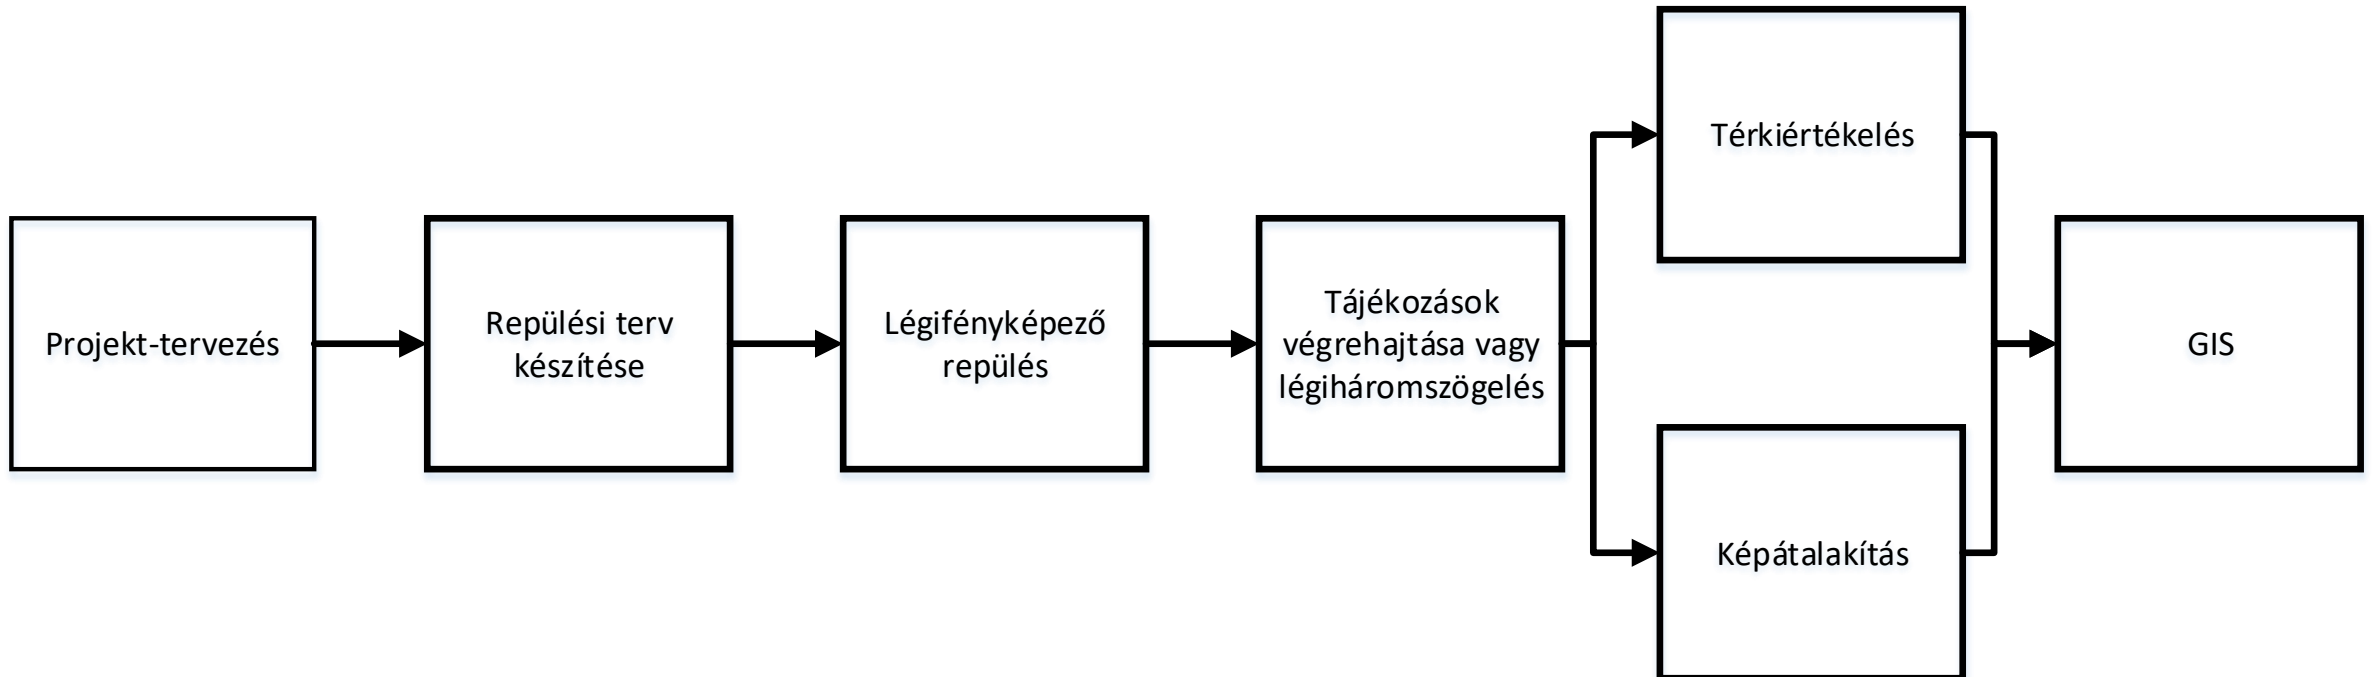 Projekt-tervezés
Repülési terv
készítése
Légifényképező
repülés
Tájékozások
végrehajtása vagy
légiháromszögelés
Térkiértékelés
Képátalakítás
GIS